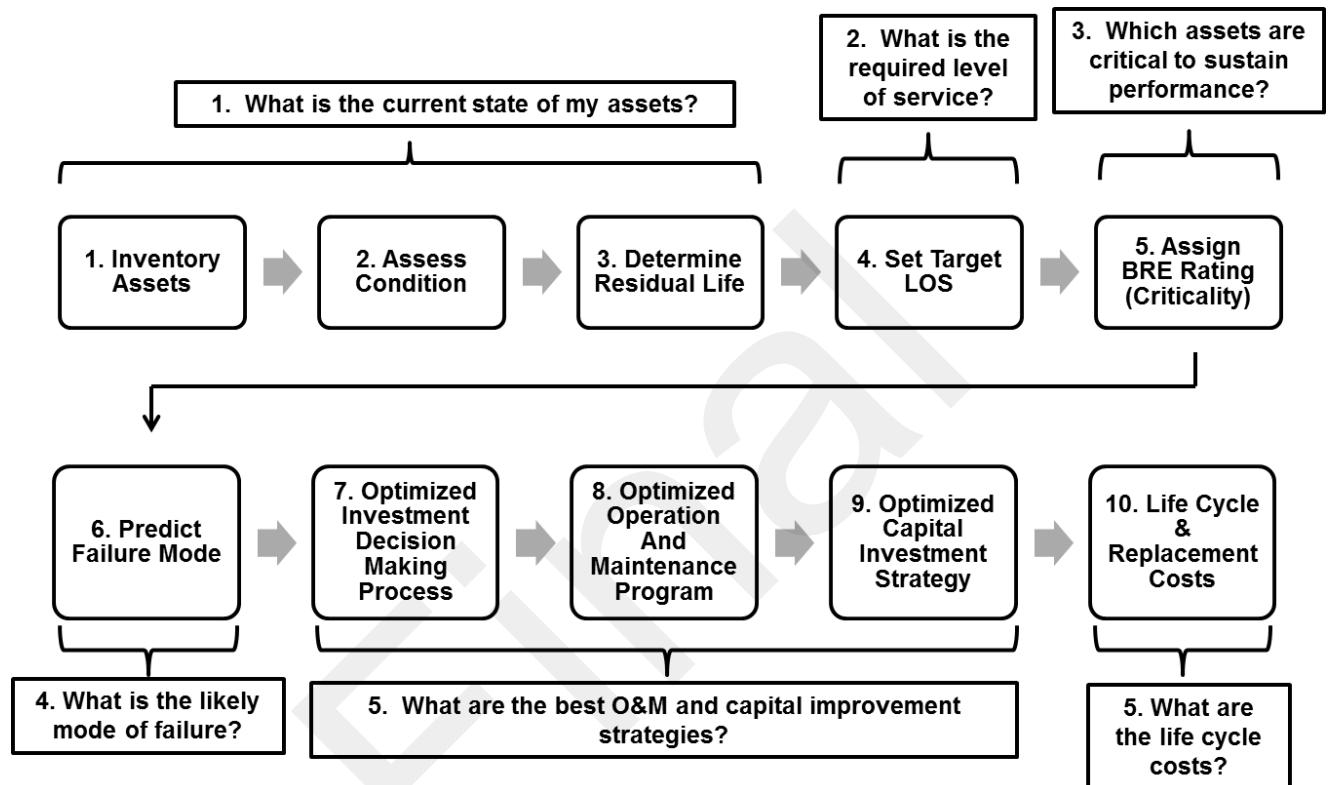 2. What is the
required level
of service?
3. Which assets are
critical to sustain
performance?
1. What is the current state of my assets?
1. Inventory
Assets
2. Assess
Condition
3. Determine
Residual Life
4. Set Target
LOS
5. Assign
BRE Rating
(Criticality)
6. Predict
Failure Mode
7. Optimized
Investment
Decision
Making
Process
8. Optimized
Operation
And
Maintenance
Program
9. Optimized
Capital
Investment
Strategy
10. Life Cycle
&
Replacement
Costs
4. What is the likely
mode of failure?
5. What are the best O&M and capital improvement
strategies?
5. What are
the life cycle
costs?
Final